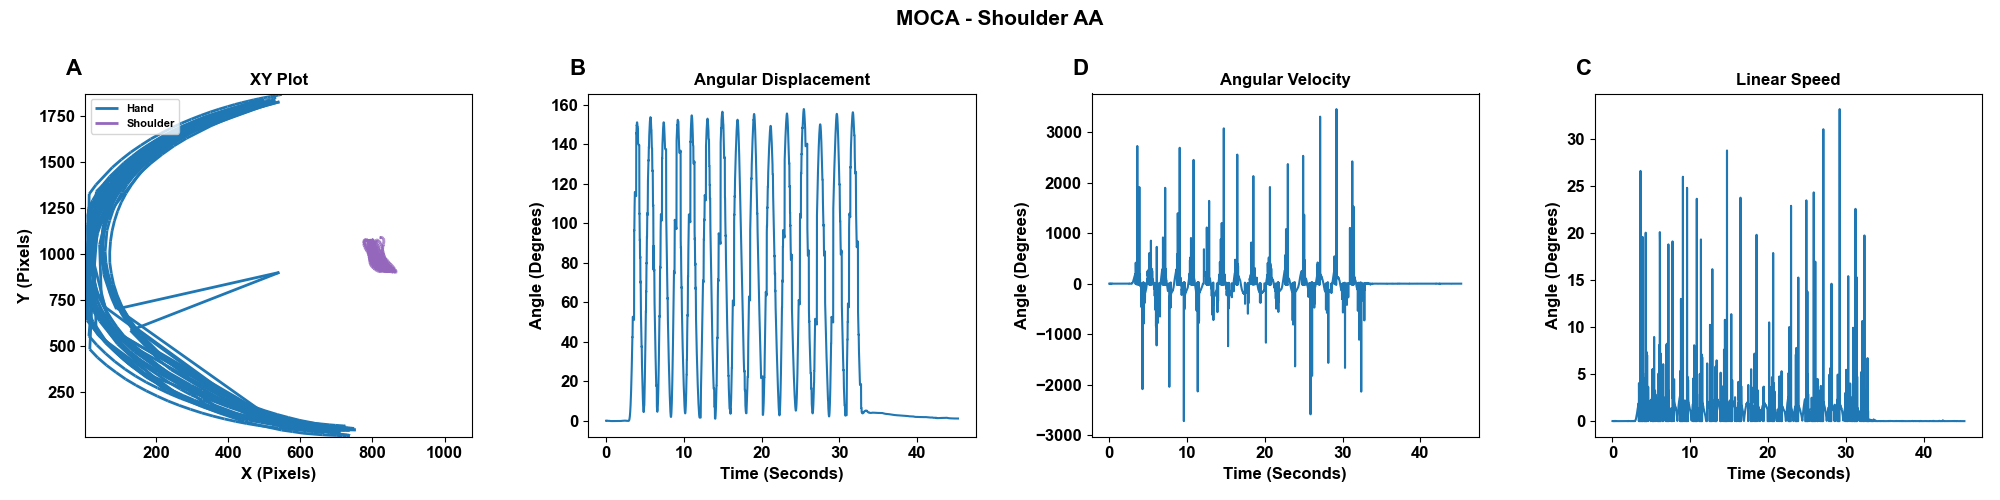 MOCA - Shoulder AA
A
XY Plot
Hand
Shoulder
1750
1500
1250
1000
750
500
250
200
400
600
800
1000
Y (Pixels)
X (Pixels)
B
Angular Displacement
160
140
120
100
80
60
40
20
0
0
10
20
30
40
Angle (Degrees)
Time (Seconds)
D
Angular Velocity
3000
2000
1000
0
−1000
−2000
−3000
0
10
20
30
40
Angle (Degrees)
Time (Seconds)
C
Linear Speed
30
25
20
15
10
5
0
0
10
20
30
40
Angle (Degrees)
Time (Seconds)